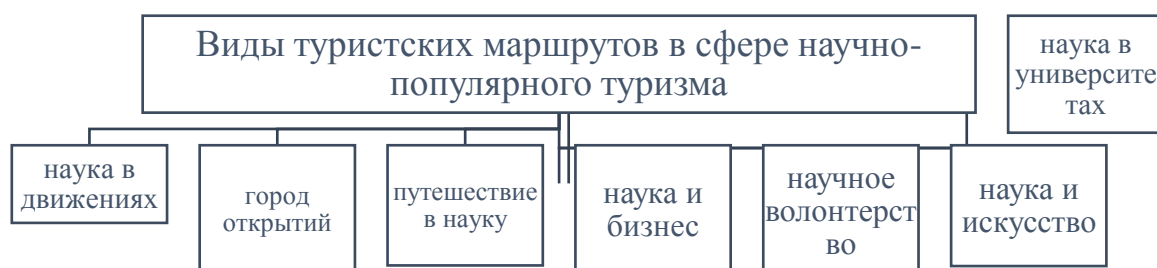 Виды туристских маршрутов в сфере научно-
популярного туризма
наука в
университе
тах
наука в
движениях
город
открытий
путешествие
в науку
наука и
бизнес
научное
волонтерст
во
наука и
искусство